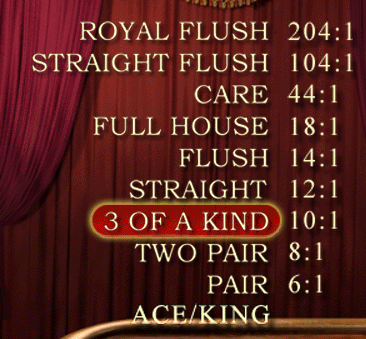 ROYAL FLUSH 204:1
STRAIGHT FLUSH 104:1
CARE 44:1
FULL HOUSE 18:1
FLUSH 14:1
STRAIGHT 12:1
3 OF A KIND 10:1
TWO PAIR 8:1
PAIR 6:1
ACE/KING